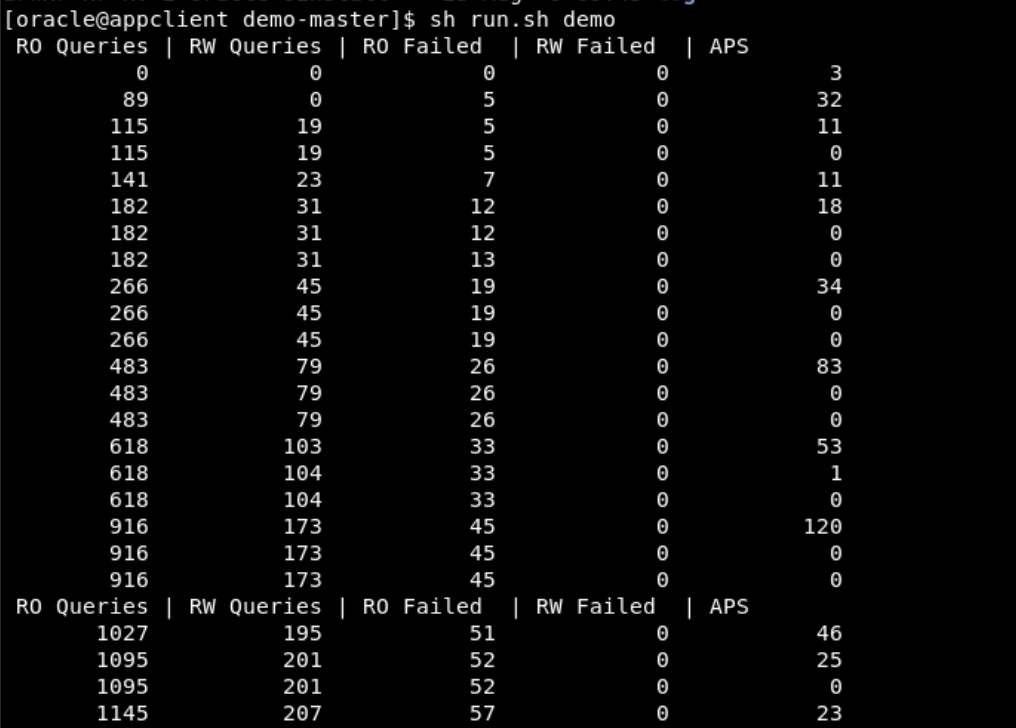 [oracle@appclient demo-master]$ sh run.sh demo
RO Queries | RW Queries | RO Failed | RW Failed | APS
0 0 0 0 3
89 0 5 0 32
115 19 5 0 11
115 19 5 0 0
141 23 7 0 11
182 31 12 0 18
182 31 12 0 0
182 31 13 0 0
266 45 19 0 34
266 45 19 0 0
266 45 19 0 0
483 79 26 0 83
483 79 26 0 0
483 79 26 0 0
618 103 33 0 53
618 104 33 0 1
618 104 33 0 0
916 173 45 0 120
916 173 45 0 0
916 173 45 0 0
RO Queries | RW Queries | RO Failed | RW Failed | APS
1027 195 51 0 46
1095 201 52 0 25
1095 201 52 0 0
1145 207 57 0 23